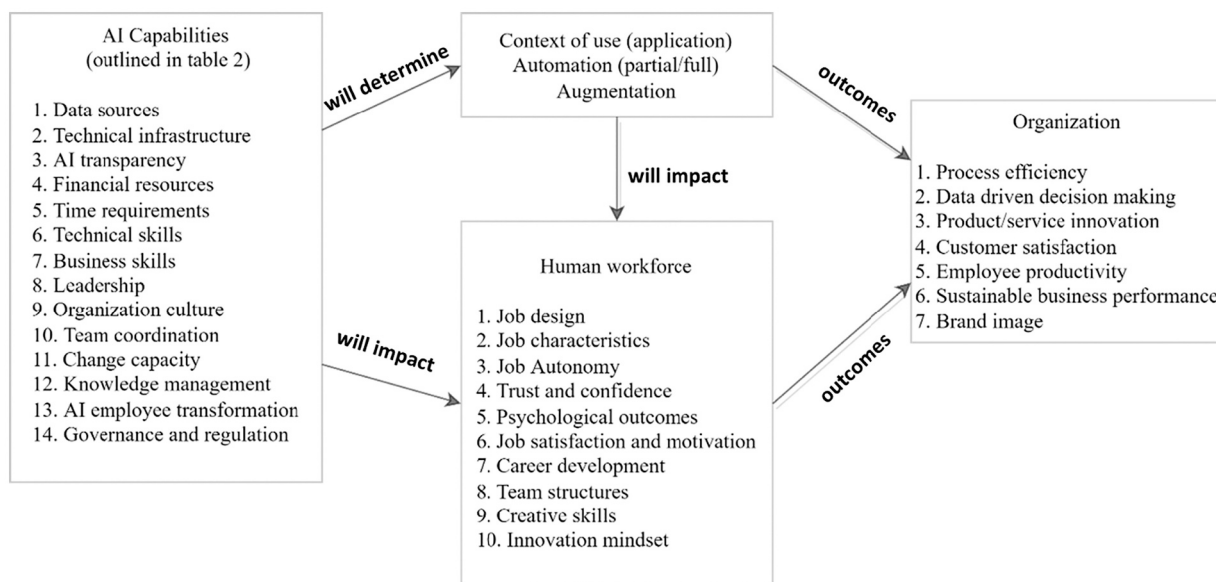 AI Capabilities
(outlined in table 2)
1. Data sources
2. Technical infrastructure
3. AI transparency
4. Financial resources
5. Time requirements
6. Technical skills
7. Business skills
8. Leadership
9. Organization culture
10. Team coordination
11. Change capacity
12. Knowledge management
13. AI employee transformation
14. Governance and regulation
will determine
will impact
Context of use (application)
Automation (partial/full)
Augmentation
will impact
Human workforce
1. Job design
2. Job characteristics
3. Job Autonomy
4. Trust and confidence
5. Psychological outcomes
6. Job satisfaction and motivation
7. Career development
8. Team structures
9. Creative skills
10. Innovation mindset
outcomes
outcomes
Organization
1. Process efficiency
2. Data driven decision making
3. Product/service innovation
4. Customer satisfaction
5. Employee productivity
6. Sustainable business performance
7. Brand image